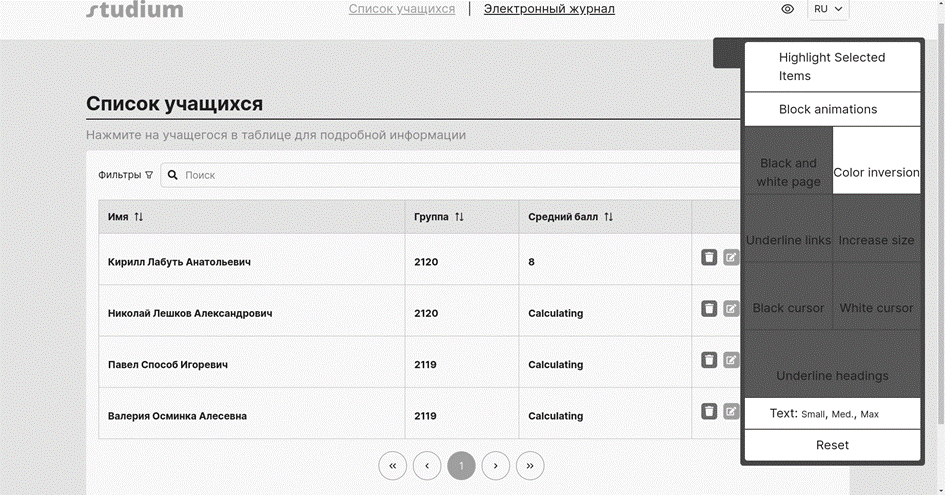 studium
Список учащихся | Электронный журнал
RU
Список учащихся
Нажмите на учащегося в таблице для подробной информации
Фильтры
Поиск
Имя Группа Средний балл
Кирилл Лабуть Анатольевич 2120 8
Николай Лешков Александрович 2120 Calculating
Павел Способ Игоревич 2119 Calculating
Валерия Осминка Алесевна 2119 Calculating
« ‹ 1 › »
Highlight Selected
Items
Block animations
Black and
white page
Color inversion
Underline links
Increase size
Black cursor
White cursor
Underline headings
Text: Small, Med., Max
Reset